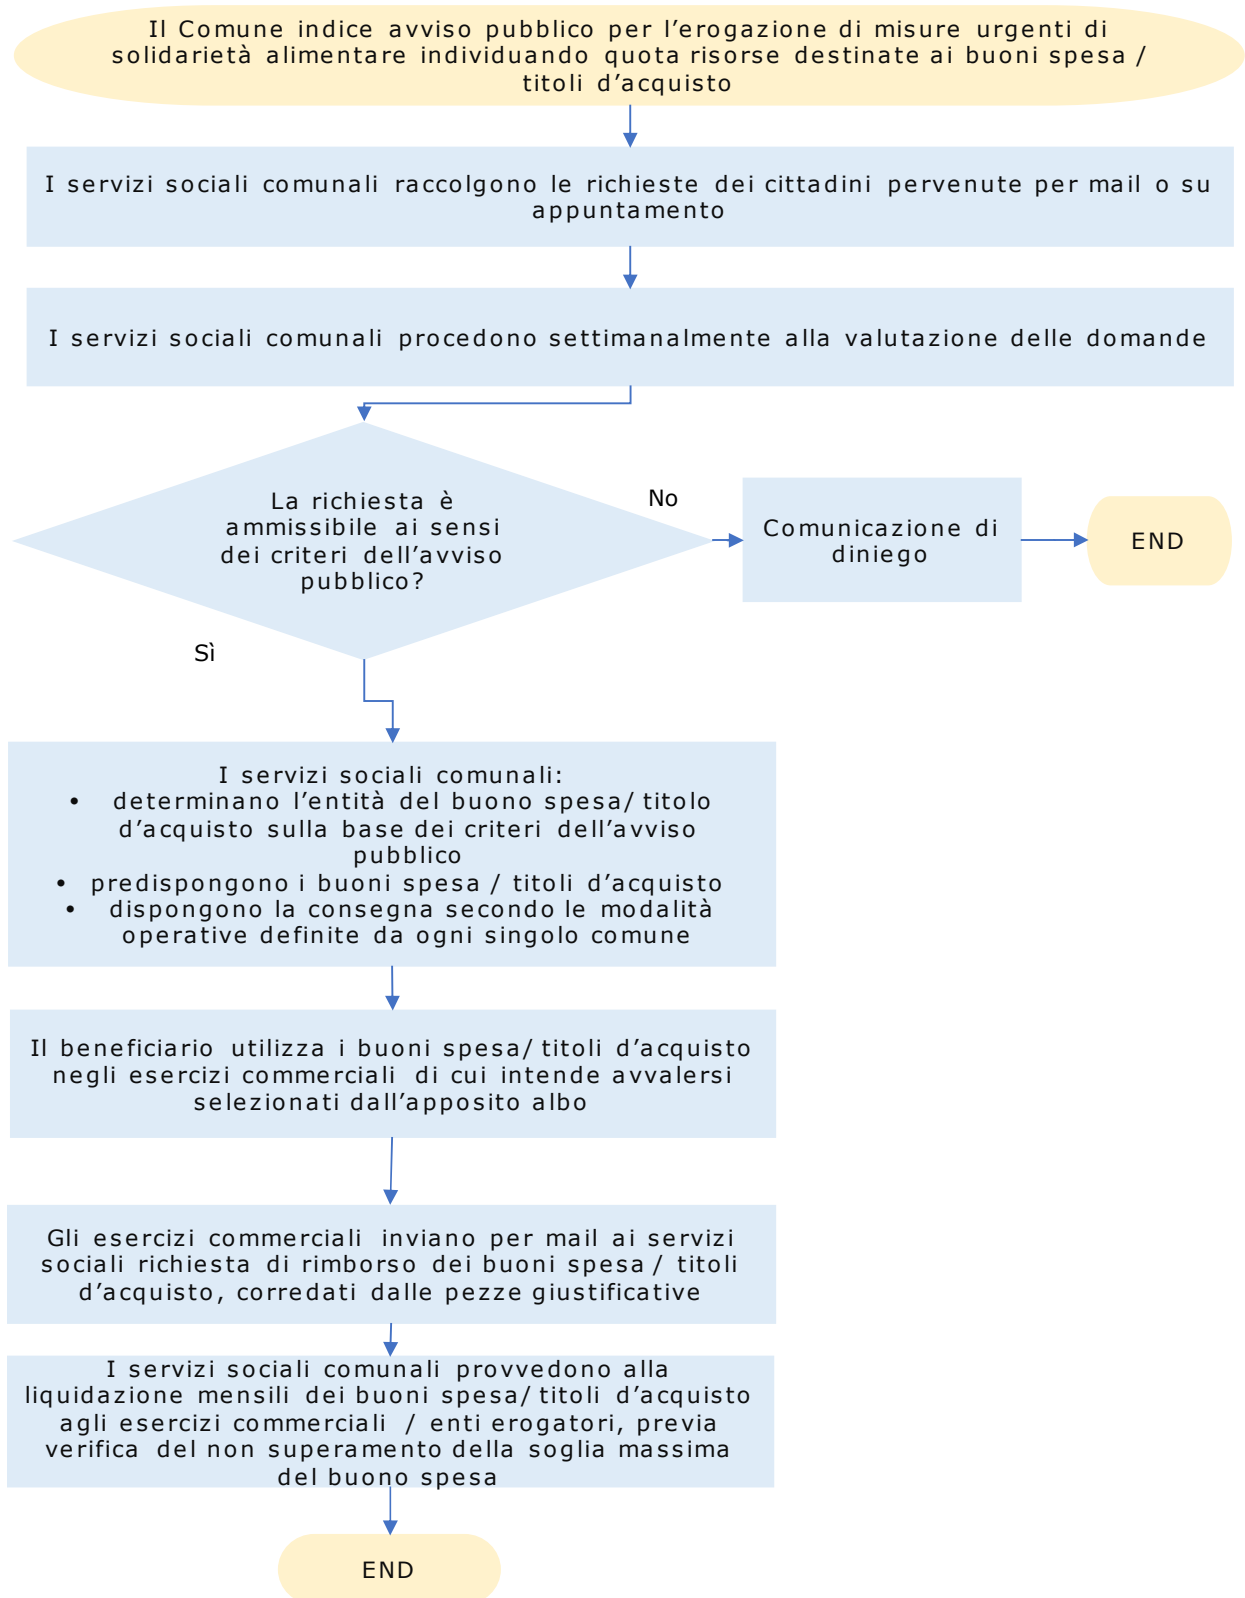 Il Comune indice avviso pubblico per l’erogazione di misure urgenti di
solidarietà alimentare individuando quota risorse destinate ai buoni spesa /
titoli d’acquisto
I servizi sociali comunali raccolgono le richieste dei cittadini pervenute per mail o su
appuntamento
I servizi sociali comunali procedono settimanalmente alla valutazione delle domande
La richiesta è
ammissibile ai sensi
dei criteri dell’avviso
pubblico?
No
Comunicazione di
diniego
END
Sì
I servizi sociali comunali:
• determinano l’entità del buono spesa/ titolo
d’acquisto sulla base dei criteri dell’avviso
pubblico
• predispongono i buoni spesa / titoli d’acquisto
• dispongono la consegna secondo le modalità
operative definite da ogni singolo comune
Il beneficiario utilizza i buoni spesa/ titoli d’acquisto
negli esercizi commerciali di cui intende avvalersi
selezionati dall’apposito albo
Gli esercizi commerciali inviano per mail ai servizi
sociali richiesta di rimborso dei buoni spesa / titoli
d’acquisto, corredati dalle pezze giustificative
I servizi sociali comunali provvedono alla
liquidazione mensili dei buoni spesa/ titoli d’acquisto
agli esercizi commerciali / enti erogatori, previa
verifica del non superamento della soglia massima
del buono spesa
END